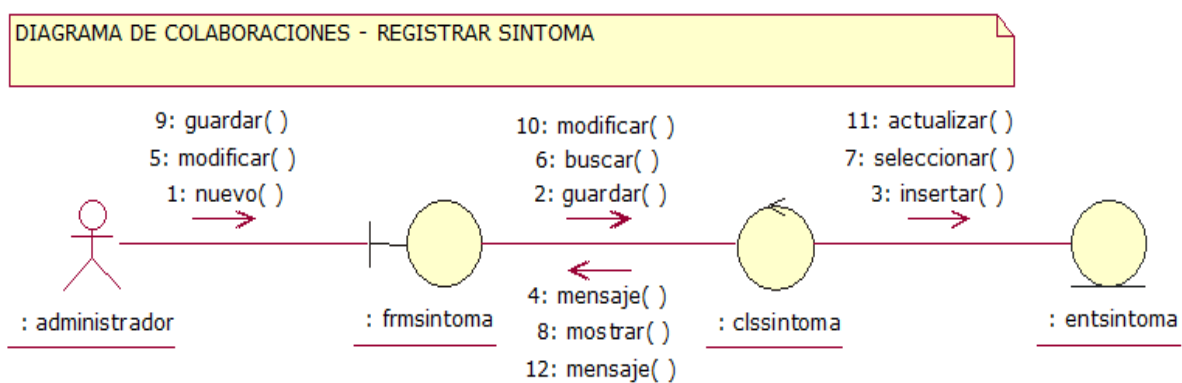 DIAGRAMA DE COLABORACIONES - REGISTRAR SINTOMA
9: guardar( )
5: modificar( )
1: nuevo( )
10: modificar( )
6: buscar( )
2: guardar( )
11: actualizar( )
7: seleccionar( )
3: insertar( )
4: mensaje( )
8: mostrar( )
12: mensaje( )
: administrador
: frmsintoma
: clssintoma
: entsintoma